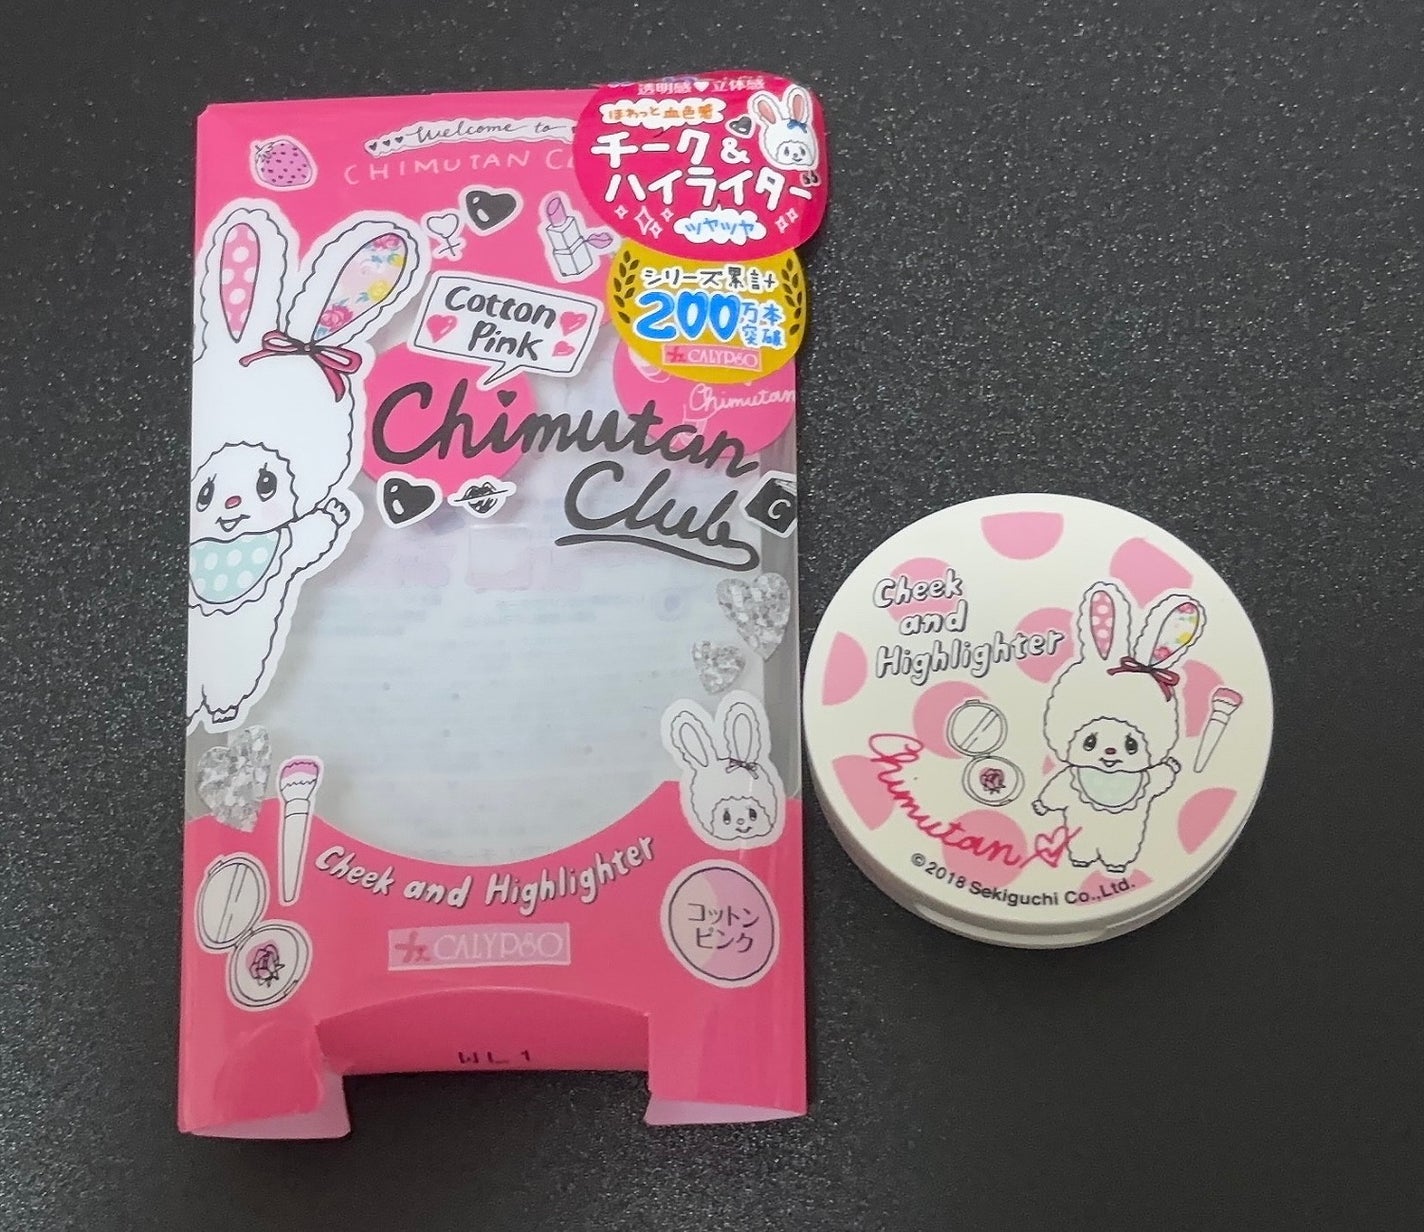 Welcome to
CHIMUTAN
透明感♥立体感
ほわっと血色感
チーク&
ハイライター
ツヤツヤ
シリーズ累計
200万本
突破
CALYPSO
Cotton
Pink
Chimutan
Chimutan
Club
C
Cheek and Highlighter
CALYPSO
コットン
ピンク
WL1
Cheek
and
Highlighter
Chimutan
©2018 Sekiguchi Co.,Ltd.